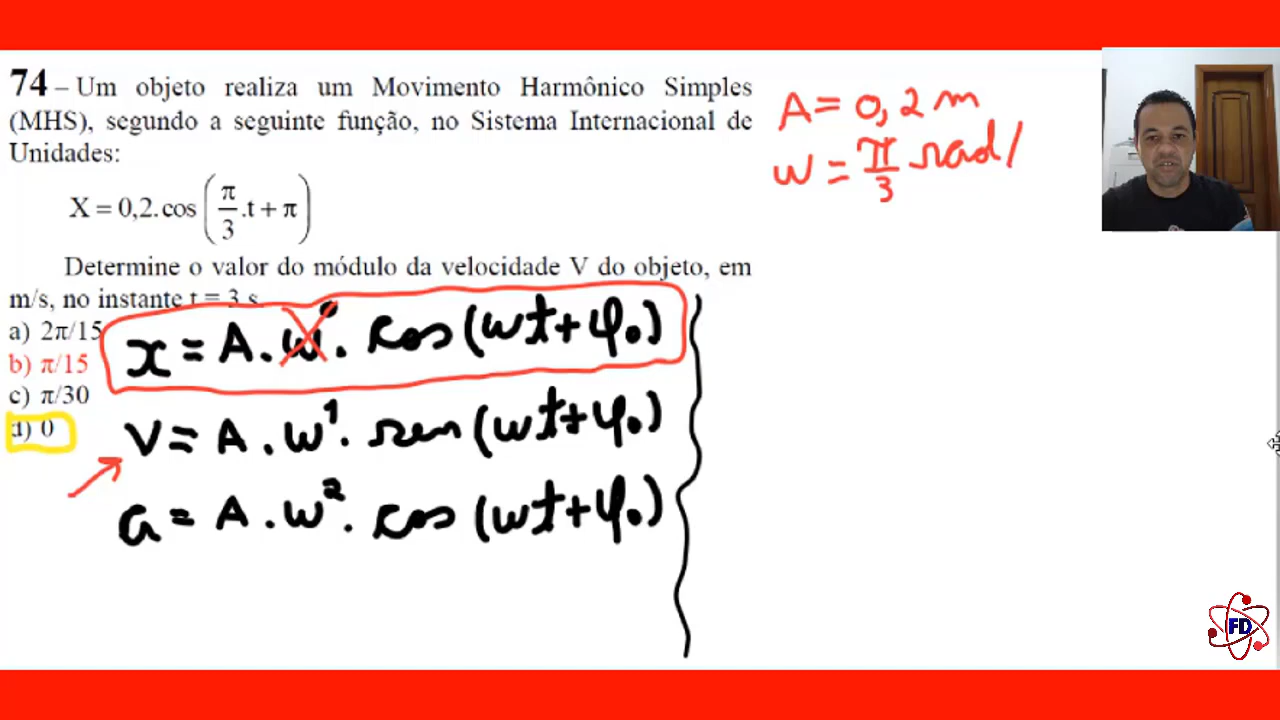 74 – Um objeto realiza um Movimento Harmônico Simples
(MHS), segundo a seguinte função, no Sistema Internacional de
Unidades:
X = 0,2.cos (π/3 .t + π)
Determine o valor do módulo da velocidade V do objeto, em
m/s, no instante t = 3 s.
a) 2π/15
b) π/15
c) π/30
d) 0
x = A . w⁰ . cos (wt + φ₀)
v = A . w¹ . sen (wt + φ₀)
a = A . w² . cos (wt + φ₀)
A = 0,2 m
w = π/3 rad/
FD